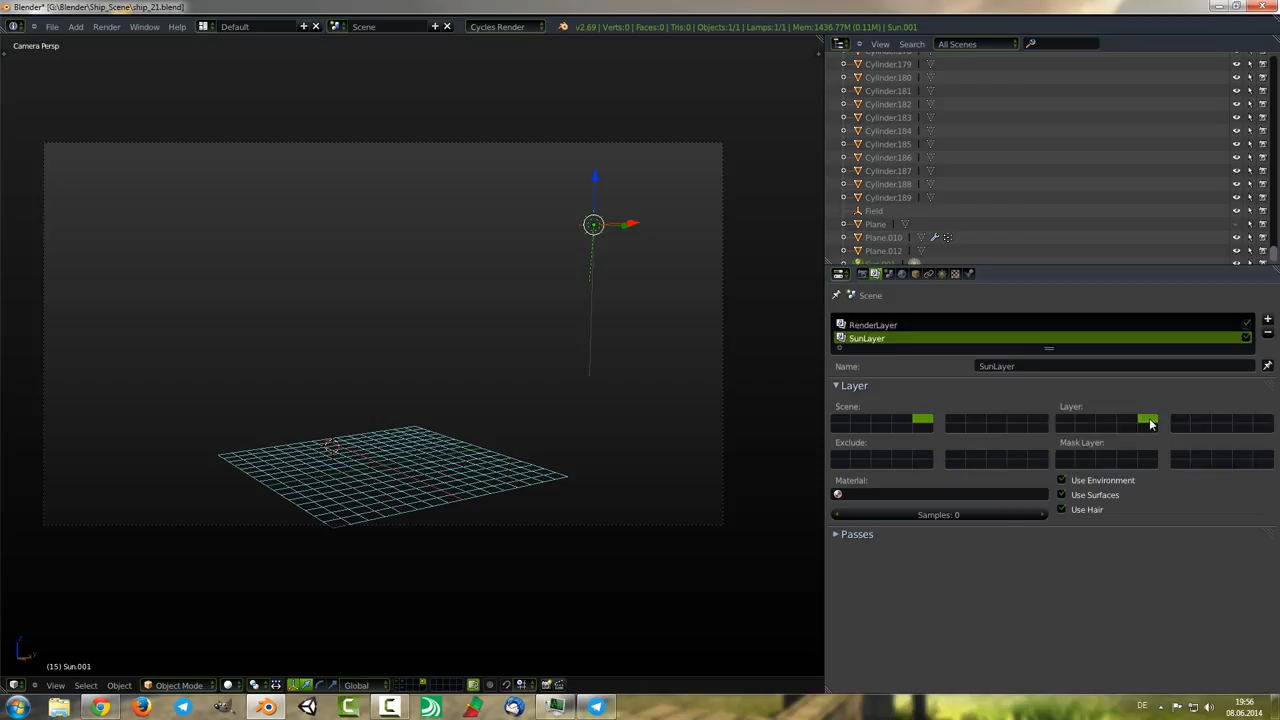 Blender* [G:\Blender\Ship_Scene\ship_21.blend]
File Add Render Window Help Default Scene Cycles Render v2.69 | Verts:0 | Faces:0 | Tris:0 | Objects:1/1 | Lamps:1/1 | Mem:1436.77M (0.11M) | Sun.001
Camera Persp
View Search All Scenes
Cylinder.179
Cylinder.180
Cylinder.181
Cylinder.182
Cylinder.183
Cylinder.184
Cylinder.185
Cylinder.186
Cylinder.187
Cylinder.188
Cylinder.189
Field
Plane
Plane.010
Plane.012
Scene
RenderLayer
SunLayer
Name: SunLayer
Layer
Scene: Layer:
Exclude: Mask Layer:
Material: Use Environment
Use Surfaces
Samples: 0 Use Hair
Passes
(15) Sun.001
View Select Object Object Mode Global
DE 19:56
08.06.2014